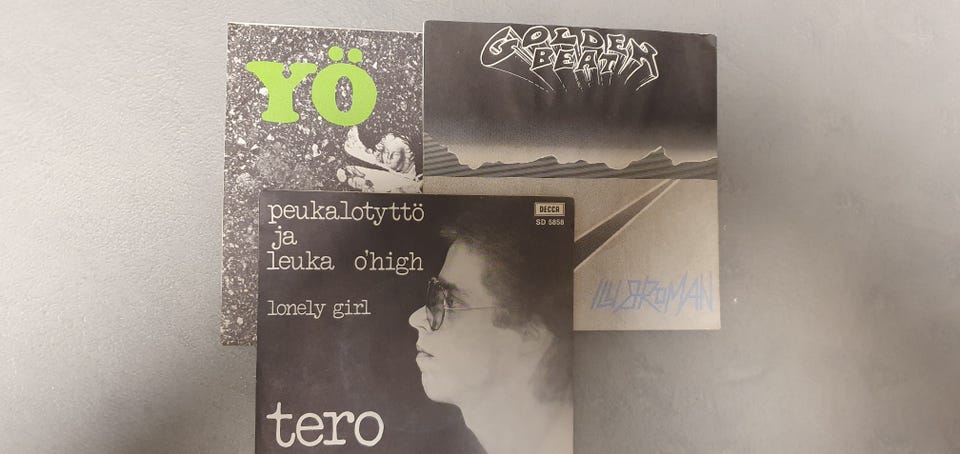 YÖ
GOLDEN
BEAT
peukalotyttö
ja
leuka o'high
lonely girl
tero
DECCA
SD 5858